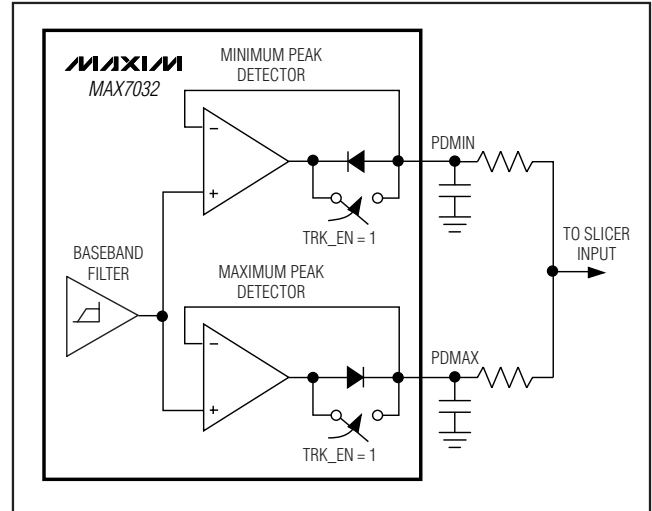 MAXIM
MAX7032
MINIMUM PEAK
DETECTOR
−
+
TRK_EN = 1
PDMIN
TO SLICER
INPUT
BASEBAND
FILTER
MAXIMUM PEAK
DETECTOR
−
+
TRK_EN = 1
PDMAX